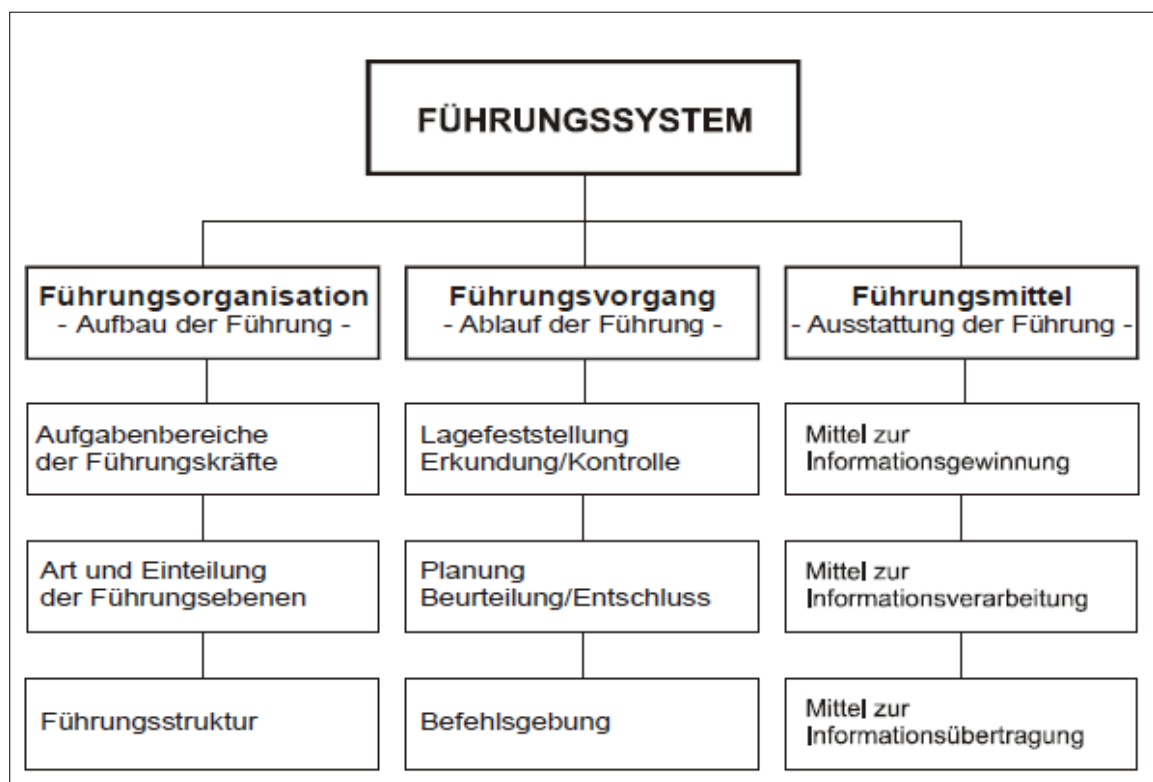 FÜHRUNGSSYSTEM
Führungsorganisation
- Aufbau der Führung -
Führungsvorgang
- Ablauf der Führung -
Führungsmittel
- Ausstattung der Führung -
Aufgabenbereiche
der Führungskräfte
Lagefeststellung
Erkundung/Kontrolle
Mittel zur
Informationsgewinnung
Art und Einteilung
der Führungsebenen
Planung
Beurteilung/Entschluss
Mittel zur
Informationsverarbeitung
Führungsstruktur
Befehlsgebung
Mittel zur
Informationsübertragung